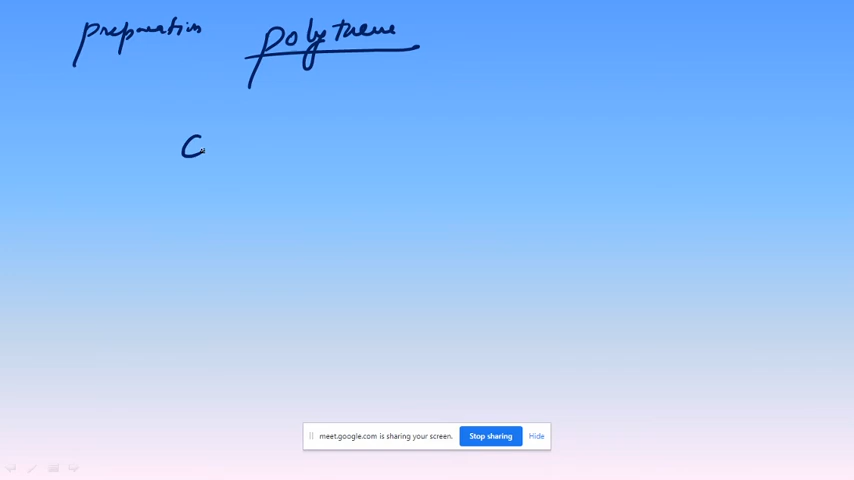 preparation polythene
C
meet.google.com is sharing your screen. Stop sharing Hide